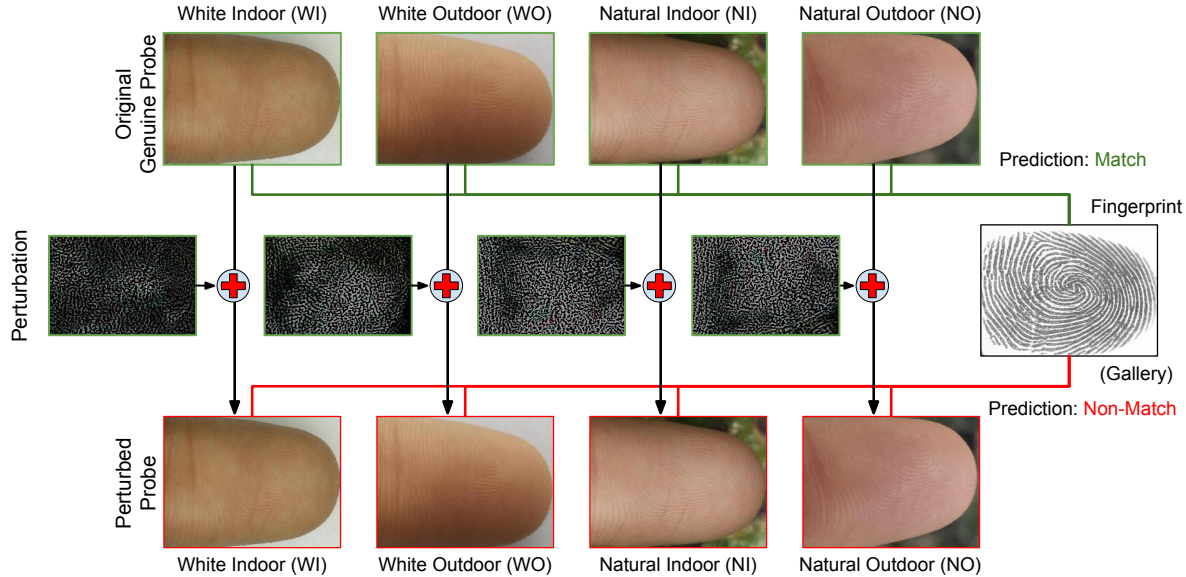 White Indoor (WI)
White Outdoor (WO)
Natural Indoor (NI)
Natural Outdoor (NO)
Original
Genuine Probe
Prediction: Match
Fingerprint
Perturbation
(Gallery)
Prediction: Non-Match
Perturbed
Probe
White Indoor (WI)
White Outdoor (WO)
Natural Indoor (NI)
Natural Outdoor (NO)